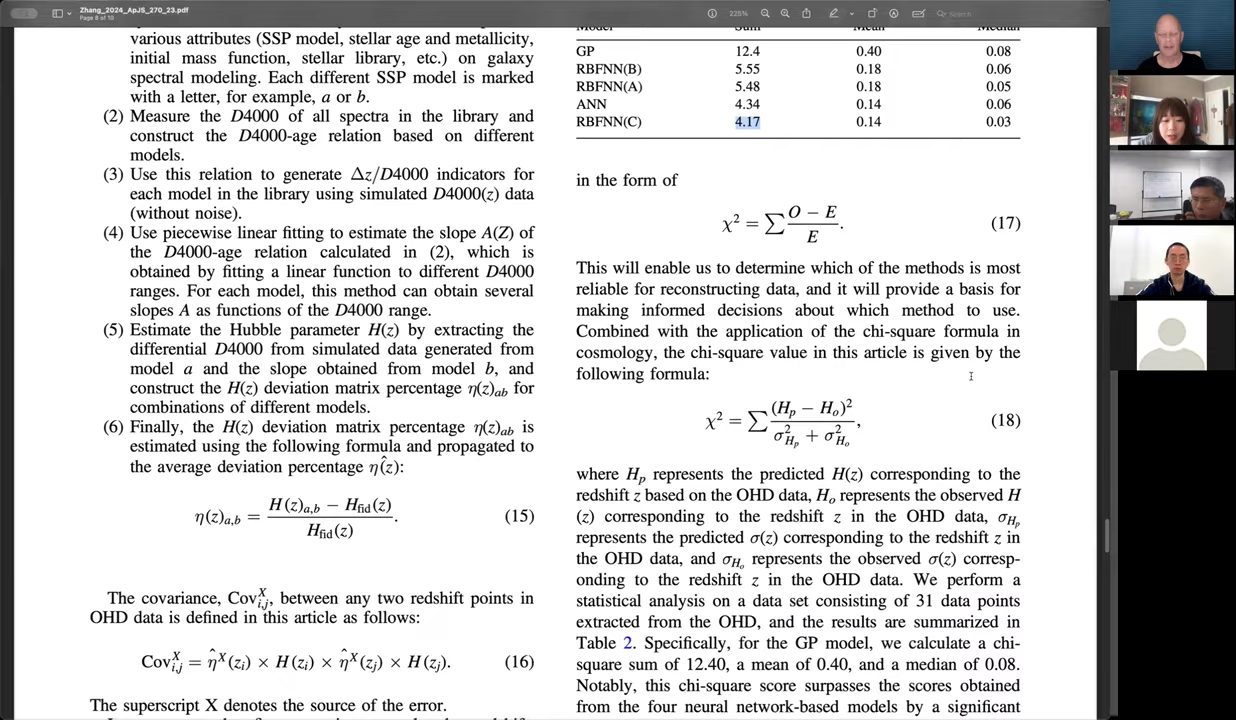 Zhang_2024_ApJS_270_23.pdf
Page 8 of 19
225%
Search
various attributes (SSP model, stellar age and metallicity,
initial mass function, stellar library, etc.) on galaxy
spectral modeling. Each different SSP model is marked
with a letter, for example, a or b.
(2) Measure the D4000 of all spectra in the library and
construct the D4000-age relation based on different
models.
(3) Use this relation to generate Δz/D4000 indicators for
each model in the library using simulated D4000(z) data
(without noise).
(4) Use piecewise linear fitting to estimate the slope A(Z) of
the D4000-age relation calculated in (2), which is
obtained by fitting a linear function to different D4000
ranges. For each model, this method can obtain several
slopes A as functions of the D4000 range.
(5) Estimate the Hubble parameter H(z) by extracting the
differential D4000 from simulated data generated from
model a and the slope obtained from model b, and
construct the H(z) deviation matrix percentage η(z)ab for
combinations of different models.
(6) Finally, the H(z) deviation matrix percentage η(z)ab is
estimated using the following formula and propagated to
the average deviation percentage η̂(z):
η(z)a,b = H(z)a,b − Hfid(z) / Hfid(z). (15)
The covariance, Cov^X_i,j, between any two redshift points in
OHD data is defined in this article as follows:
Cov^X_i,j = η̂^X(zi) × H(zi) × η̂^X(zj) × H(zj). (16)
The superscript X denotes the source of the error.
Model Sum Mean Median
GP 12.4 0.40 0.08
RBFNN(B) 5.55 0.18 0.06
RBFNN(A) 5.48 0.18 0.05
ANN 4.34 0.14 0.06
RBFNN(C) 4.17 0.14 0.03
in the form of
χ² = ∑ O − E / E. (17)
This will enable us to determine which of the methods is most
reliable for reconstructing data, and it will provide a basis for
making informed decisions about which method to use.
Combined with the application of the chi-square formula in
cosmology, the chi-square value in this article is given by the
following formula:
χ² = ∑ (Hp − Ho)² / σ²Hp + σ²Ho, (18)
where Hp represents the predicted H(z) corresponding to the
redshift z based on the OHD data, Ho represents the observed H
(z) corresponding to the redshift z in the OHD data, σHp
represents the predicted σ(z) corresponding to the redshift z in
the OHD data, and σHo represents the observed σ(z) corresp-
onding to the redshift z in the OHD data. We perform a
statistical analysis on a data set consisting of 31 data points
extracted from the OHD, and the results are summarized in
Table 2. Specifically, for the GP model, we calculate a chi-
square sum of 12.40, a mean of 0.40, and a median of 0.08.
Notably, this chi-square score surpasses the scores obtained
from the four neural network-based models by a significant